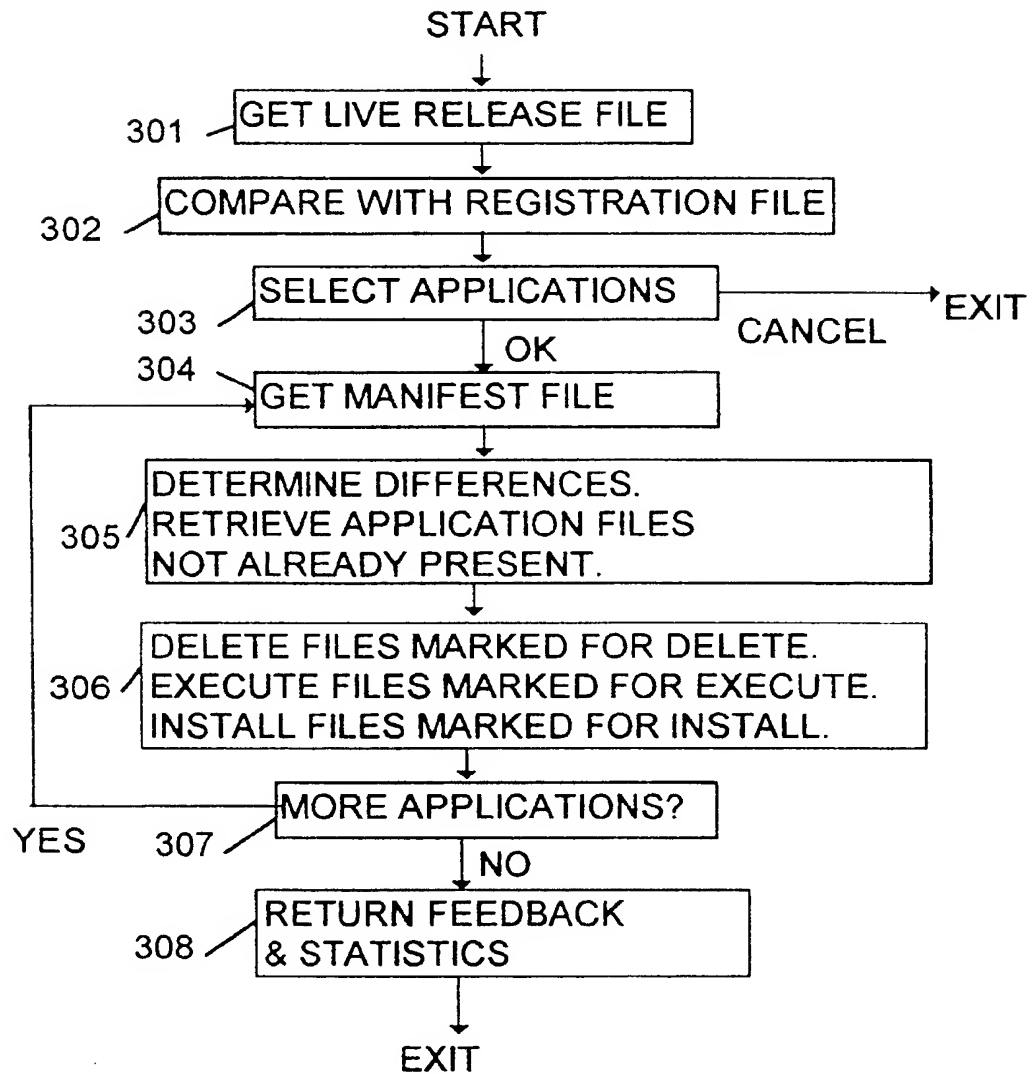 START
301
GET LIVE RELEASE FILE
302
COMPARE WITH REGISTRATION FILE
303
SELECT APPLICATIONS
EXIT
CANCEL
OK
304
GET MANIFEST FILE
305
DETERMINE DIFFERENCES.
RETRIEVE APPLICATION FILES
NOT ALREADY PRESENT.
306
DELETE FILES MARKED FOR DELETE.
EXECUTE FILES MARKED FOR EXECUTE.
INSTALL FILES MARKED FOR INSTALL.
YES
307
MORE APPLICATIONS?
NO
308
RETURN FEEDBACK
& STATISTICS
EXIT